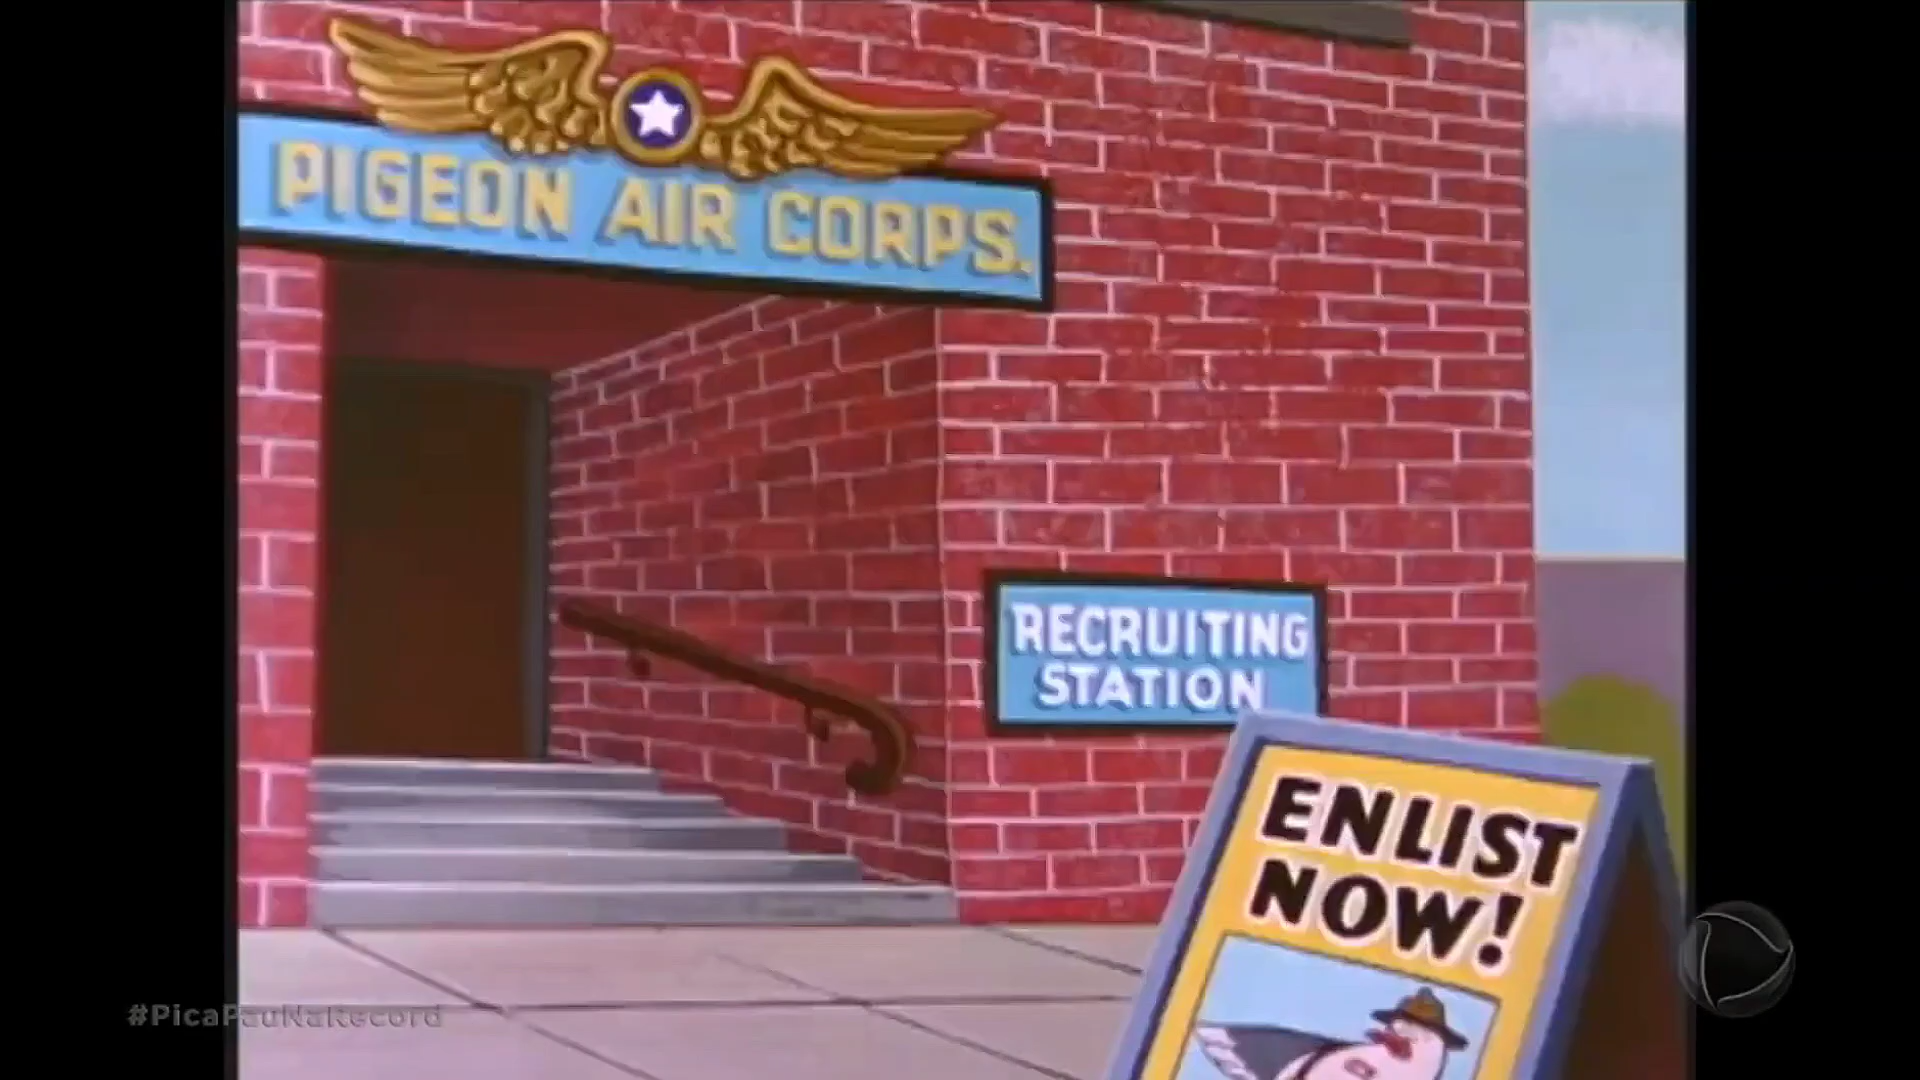 PIGEON AIR CORPS.
RECRUITING
STATION
ENLIST
NOW!
#PicaPauNaRecord